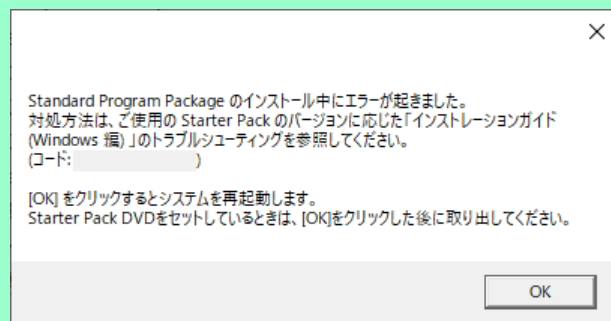 Standard Program Package のインストール中にエラーが起きました。
対処方法は、ご使用の Starter Pack のバージョンに応じた「インストレーションガイド
(Windows 編) 」のトラブルシューティングを参照してください。
(コード: )
[OK] をクリックするとシステムを再起動します。
Starter Pack DVDをセットしているときは、[OK]をクリックした後に取り出してください。
OK